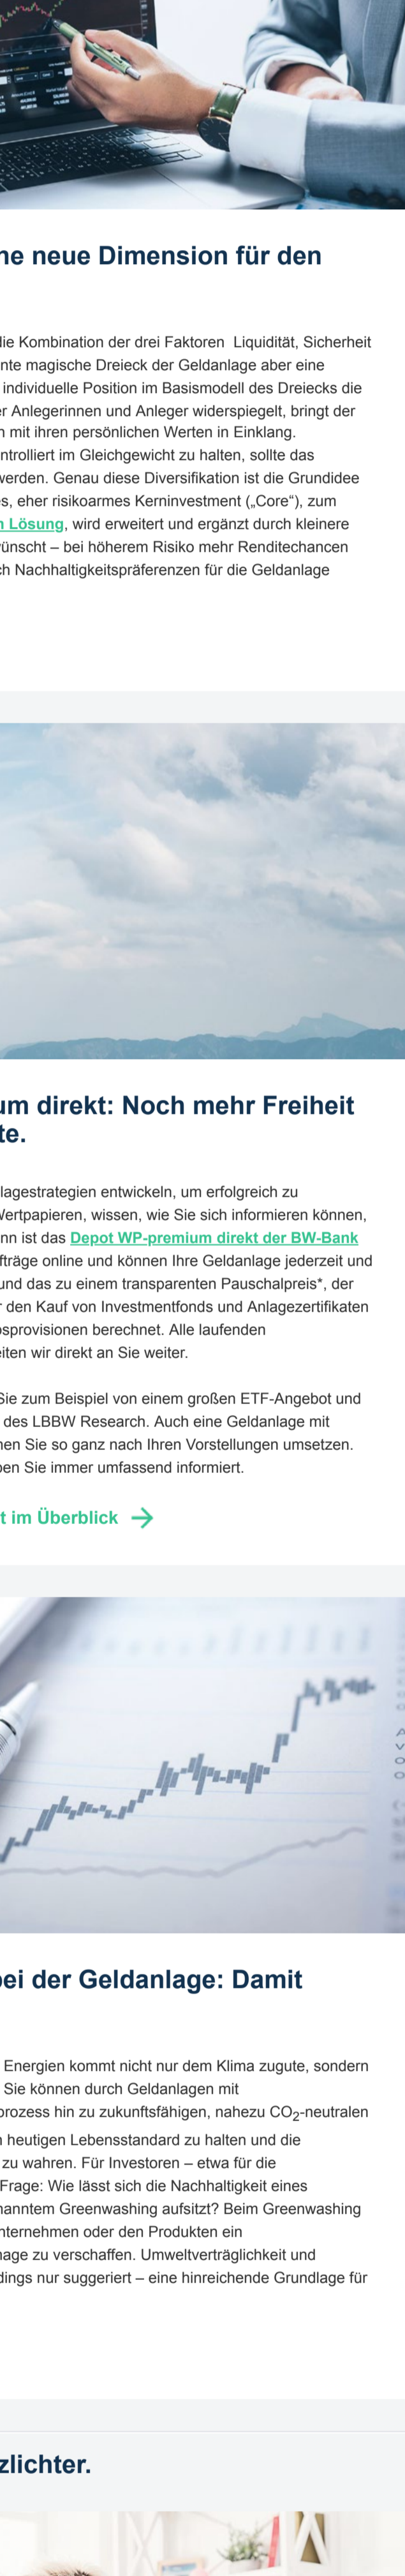 ne neue Dimension für den
die Kombination der drei Faktoren Liquidität, Sicherheit
nte magische Dreieck der Geldanlage aber eine
individuelle Position im Basismodell des Dreiecks die
er Anlegerinnen und Anleger widerspiegelt, bringt der
n mit ihren persönlichen Werten in Einklang.
ntrolliert im Gleichgewicht zu halten, sollte das
werden. Genau diese Diversifikation ist die Grundidee
s, eher risikoarmes Kerninvestment („Core“), zum
n Lösung, wird erweitert und ergänzt durch kleinere
ünscht – bei höherem Risiko mehr Renditechancen
ch Nachhaltigkeitspräferenzen für die Geldanlage
um direkt: Noch mehr Freiheit
te.
lagestrategien entwickeln, um erfolgreich zu
Wertpapieren, wissen, wie Sie sich informieren können,
nn ist das Depot WP-premium direkt der BW-Bank
fträge online und können Ihre Geldanlage jederzeit und
und das zu einem transparenten Pauschalpreis*, der
r den Kauf von Investmentfonds und Anlagezertifikaten
osprovisionen berechnet. Alle laufenden
iten wir direkt an Sie weiter.
Sie zum Beispiel von einem großen ETF-Angebot und
des LBBW Research. Auch eine Geldanlage mit
nen Sie so ganz nach Ihren Vorstellungen umsetzen.
ben Sie immer umfassend informiert.
t im Überblick
bei der Geldanlage: Damit
Energien kommt nicht nur dem Klima zugute, sondern
Sie können durch Geldanlagen mit
prozess hin zu zukunftsfähigen, nahezu CO₂-neutralen
n heutigen Lebensstandard zu halten und die
zu wahren. Für Investoren – etwa für die
Frage: Wie lässt sich die Nachhaltigkeit eines
nanntem Greenwashing aufsitzt? Beim Greenwashing
nternehmen oder den Produkten ein
mage zu verschaffen. Umweltverträglichkeit und
dings nur suggeriert – eine hinreichende Grundlage für
zlichter.